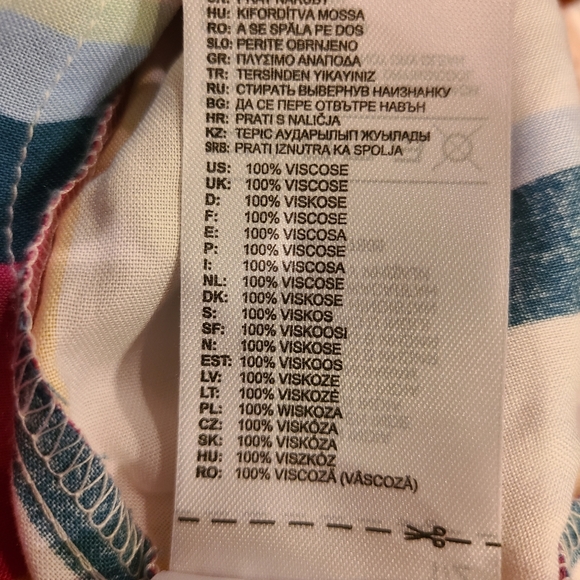 PRAT NARUBY
HU: KIFORDÍTVA MOSSA
RO: A SE SPĂLA PE DOS
SLO: PERITE OBRNJENO
GR: ΠΛΥΣΙΜΟ ΑΝΑΠΟΔΑ
TR: TERSİNDEN YIKAYINIZ
RU: СТИРАТЬ ВЫВЕРНУВ НАИЗНАНКУ
BG: ДА СЕ ПЕРЕ ОТВЪТРЕ НАВЪН
HR: PRATI S NALIČJA
KZ: ТЕРІС АУДАРЫЛЫП ЖУЫЛАДЫ
SRB: PRATI IZNUTRA KA SPOLJA
US: 100% VISCOSE
UK: 100% VISCOSE
D: 100% VISKOSE
F: 100% VISCOSE
E: 100% VISCOSA
P: 100% VISCOSE
I: 100% VISCOSA
NL: 100% VISCOSE
DK: 100% VISKOSE
S: 100% VISKOS
SF: 100% VISKOOSI
N: 100% VISKOSE
EST: 100% VISKOOS
LV: 100% VISKOZE
LT: 100% VISKOZĖ
PL: 100% WISKOZA
CZ: 100% VISKÓZA
SK: 100% VISKÓZA
HU: 100% VISZKÓZ
RO: 100% VISCOZĂ (VÂSCOZĂ)